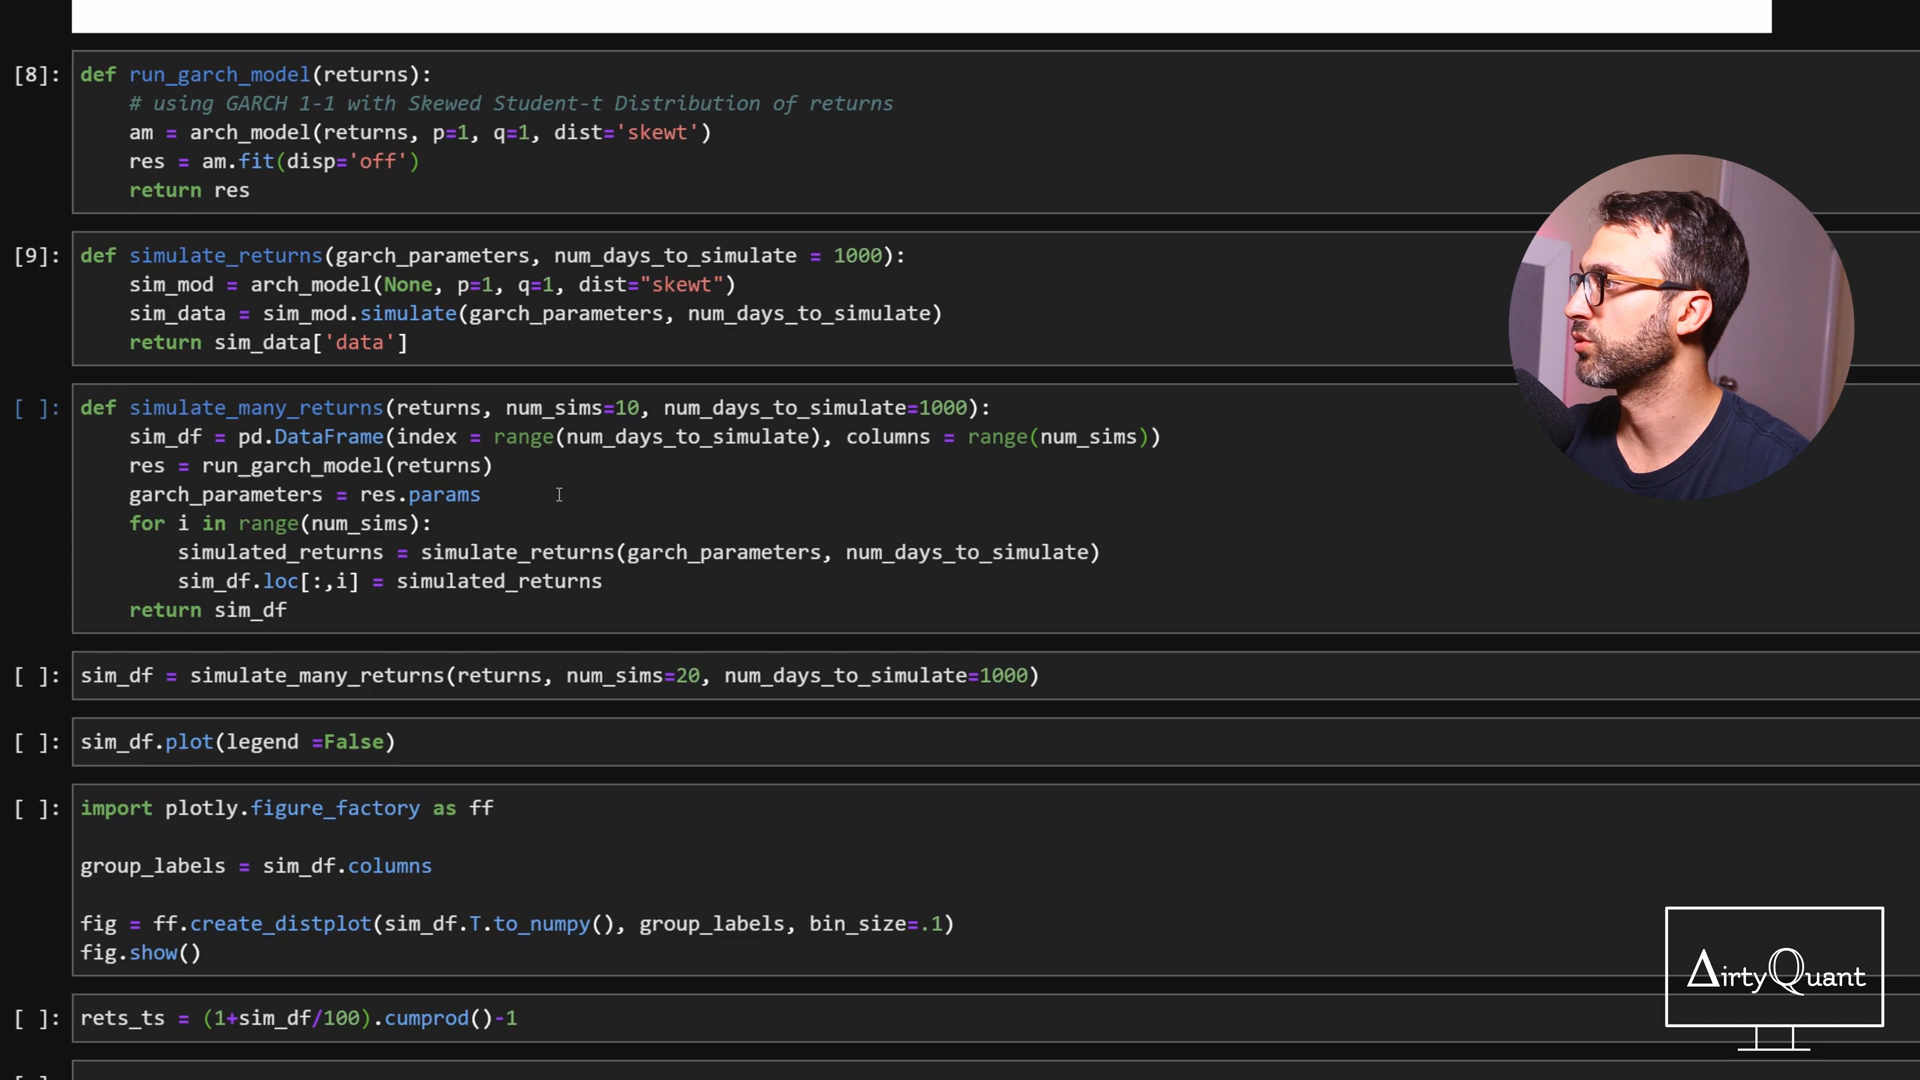 [8]:
def run_garch_model(returns):
    # using GARCH 1-1 with Skewed Student-t Distribution of returns
    am = arch_model(returns, p=1, q=1, dist='skewt')
    res = am.fit(disp='off')
    return res
[9]:
def simulate_returns(garch_parameters, num_days_to_simulate = 1000):
    sim_mod = arch_model(None, p=1, q=1, dist="skewt")
    sim_data = sim_mod.simulate(garch_parameters, num_days_to_simulate)
    return sim_data['data']
[ ]:
def simulate_many_returns(returns, num_sims=10, num_days_to_simulate=1000):
    sim_df = pd.DataFrame(index = range(num_days_to_simulate), columns = range(num_sims))
    res = run_garch_model(returns)
    garch_parameters = res.params
    for i in range(num_sims):
        simulated_returns = simulate_returns(garch_parameters, num_days_to_simulate)
        sim_df.loc[:,i] = simulated_returns
    return sim_df
[ ]:
sim_df = simulate_many_returns(returns, num_sims=20, num_days_to_simulate=1000)
[ ]:
sim_df.plot(legend =False)
[ ]:
import plotly.figure_factory as ff
group_labels = sim_df.columns
fig = ff.create_distplot(sim_df.T.to_numpy(), group_labels, bin_size=.1)
fig.show()
[ ]:
rets_ts = (1+sim_df/100).cumprod()-1
ΔirtyQuant